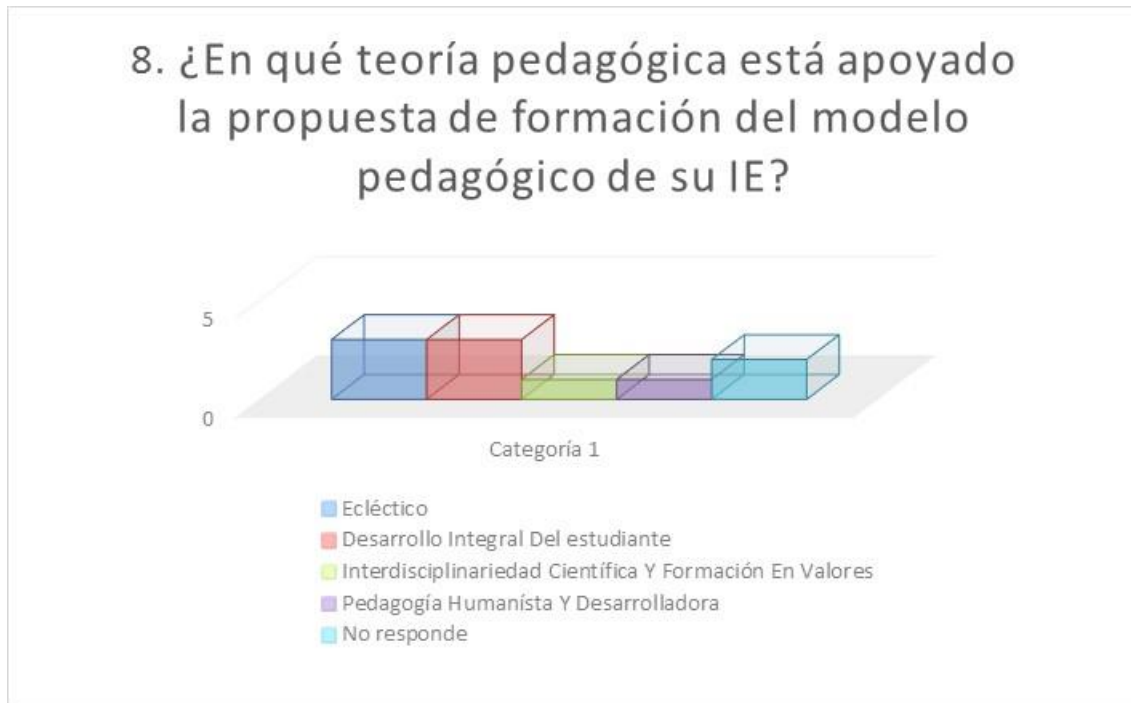 8. ¿En qué teoría pedagógica está apoyado
la propuesta de formación del modelo
pedagógico de su IE?
5
0
Categoría 1
Ecléctico
Desarrollo Integral Del estudiante
Interdisciplinariedad Científica Y Formación En Valores
Pedagogía Humanísta Y Desarrolladora
No responde